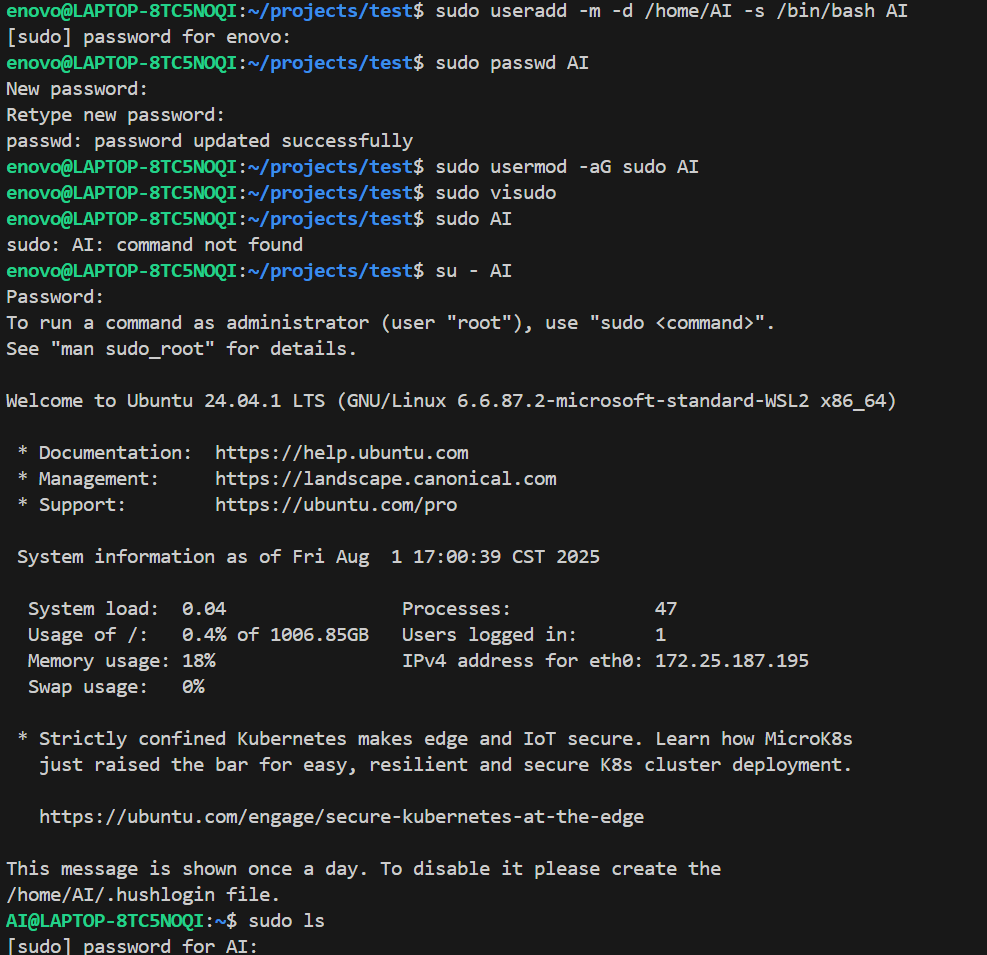 enovo@LAPTOP-8TC5NOQI:~/projects/test$ sudo useradd -m -d /home/AI -s /bin/bash AI
[sudo] password for enovo:
enovo@LAPTOP-8TC5NOQI:~/projects/test$ sudo passwd AI
New password:
Retype new password:
passwd: password updated successfully
enovo@LAPTOP-8TC5NOQI:~/projects/test$ sudo usermod -aG sudo AI
enovo@LAPTOP-8TC5NOQI:~/projects/test$ sudo visudo
enovo@LAPTOP-8TC5NOQI:~/projects/test$ sudo AI
sudo: AI: command not found
enovo@LAPTOP-8TC5NOQI:~/projects/test$ su - AI
Password:
To run a command as administrator (user "root"), use "sudo <command>".
See "man sudo_root" for details.

Welcome to Ubuntu 24.04.1 LTS (GNU/Linux 6.6.87.2-microsoft-standard-WSL2 x86_64)

 * Documentation:  https://help.ubuntu.com
 * Management:     https://landscape.canonical.com
 * Support:        https://ubuntu.com/pro

 System information as of Fri Aug  1 17:00:39 CST 2025

  System load:  0.04                Processes:             47
  Usage of /:   0.4% of 1006.85GB   Users logged in:       1
  Memory usage: 18%                 IPv4 address for eth0: 172.25.187.195
  Swap usage:   0%

 * Strictly confined Kubernetes makes edge and IoT secure. Learn how MicroK8s
   just raised the bar for easy, resilient and secure K8s cluster deployment.

   https://ubuntu.com/engage/secure-kubernetes-at-the-edge

This message is shown once a day. To disable it please create the
/home/AI/.hushlogin file.
AI@LAPTOP-8TC5NOQI:~$ sudo ls
[sudo] password for AI: